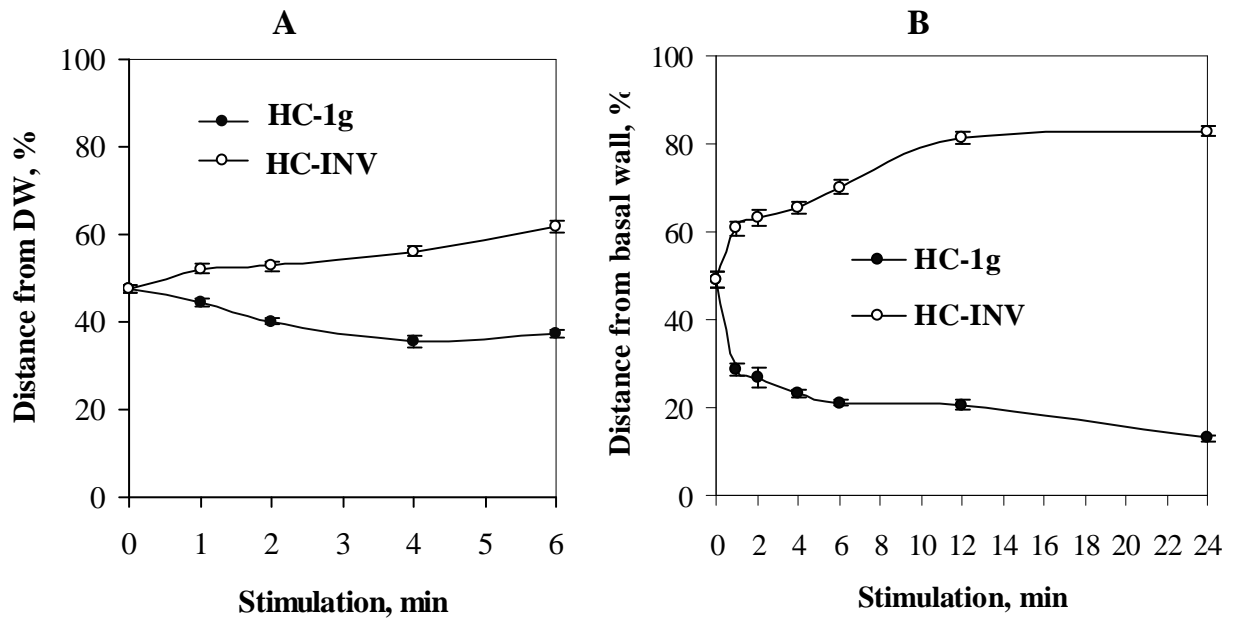 A
Distance from DW, %
100
80
60
40
20
0
HC-1g
HC-INV
0 1 2 3 4 5 6
Stimulation, min
B
Distance from basal wall, %
100
80
60
40
20
0
HC-1g
HC-INV
0 2 4 6 8 10 12 14 16 18 20 22 24
Stimulation, min